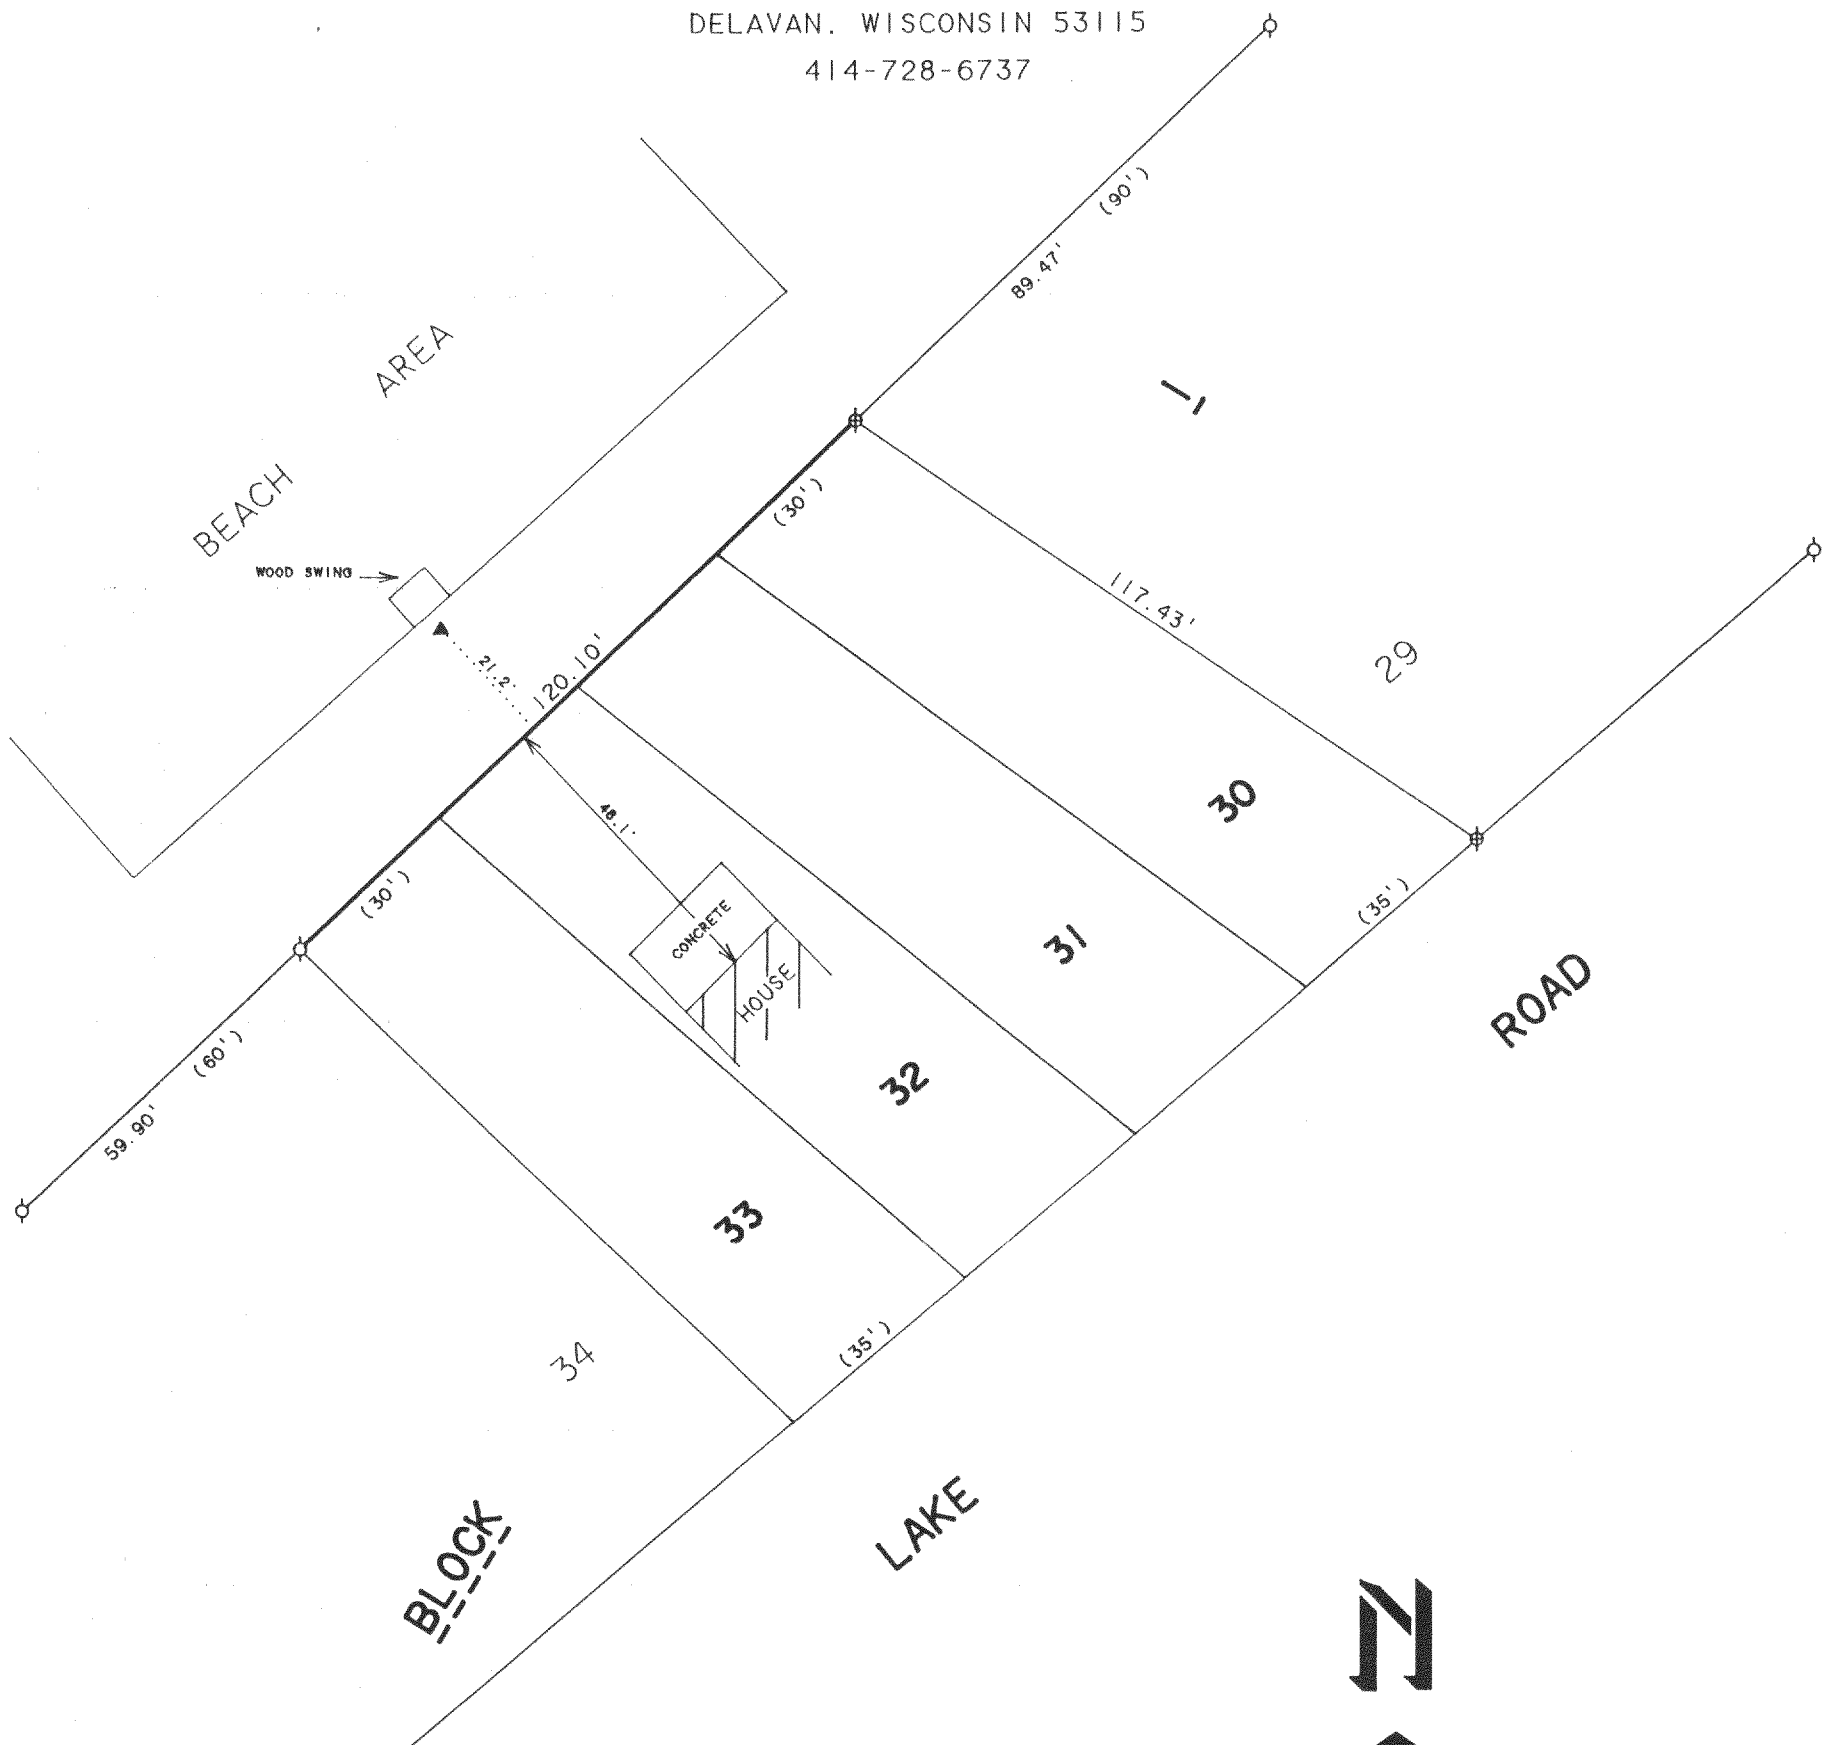 DELAVAN. WISCONSIN 53115
414-728-6737
(90')
89.47'
AREA
BEACH
1
(30')
WOOD SWING
117.43'
29
21.2'
120.10'
30
48.1'
(30')
(35')
CONCRETE
31
HOUSE
ROAD
(60')
32
59.90'
33
(35')
34
LAKE
BLOCK
N